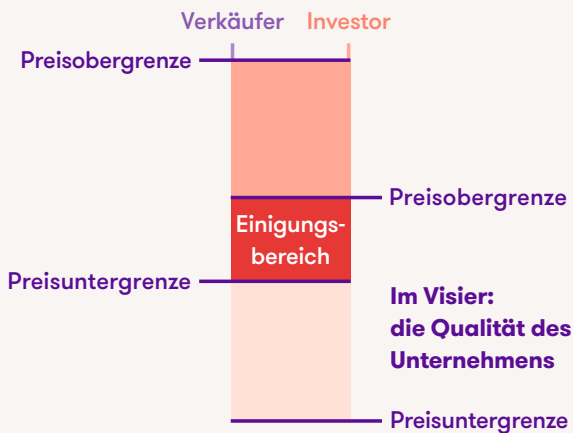 Verkäufer Investor
Preisobergrenze
Preisobergrenze
Einigungs-
bereich
Preisuntergrenze
Im Visier:
die Qualität des
Unternehmens
Preisuntergrenze